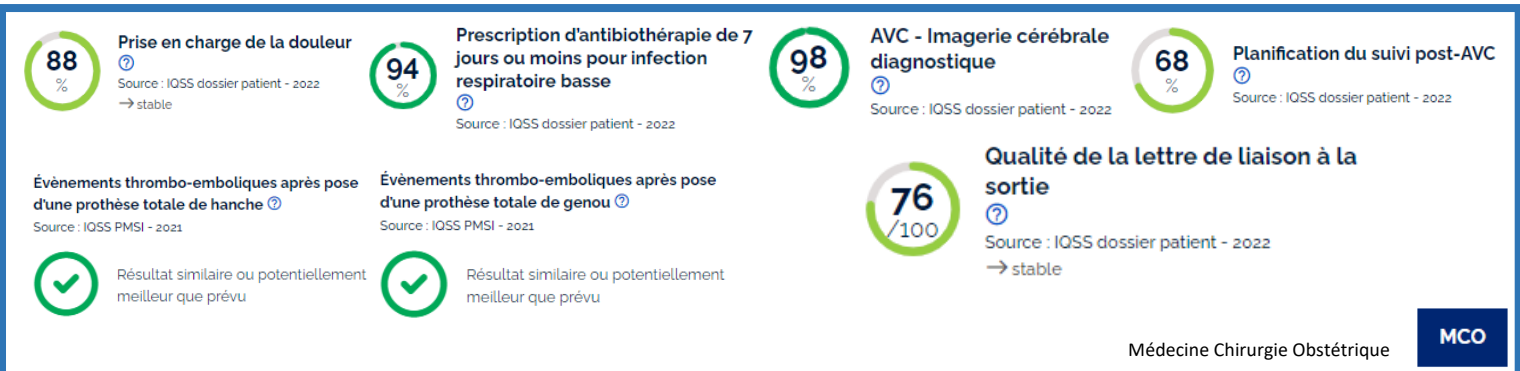 88
%
Prise en charge de la douleur
?
Source : IQSS dossier patient - 2022
→ stable
94
%
Prescription d'antibiothérapie de 7
jours ou moins pour infection
respiratoire basse
?
Source : IQSS dossier patient - 2022
98
%
AVC - Imagerie cérébrale
diagnostique
?
Source : IQSS dossier patient - 2022
68
%
Planification du suivi post-AVC
?
Source : IQSS dossier patient - 2022
Évènements thrombo-emboliques après pose
d'une prothèse totale de hanche ?
Source : IQSS PMSI - 2021
Résultat similaire ou potentiellement
meilleur que prévu
Évènements thrombo-emboliques après pose
d'une prothèse totale de genou ?
Source : IQSS PMSI - 2021
Résultat similaire ou potentiellement
meilleur que prévu
76
/100
Qualité de la lettre de liaison à la
sortie
?
Source : IQSS dossier patient - 2022
→ stable
Médecine Chirurgie Obstétrique
MCO